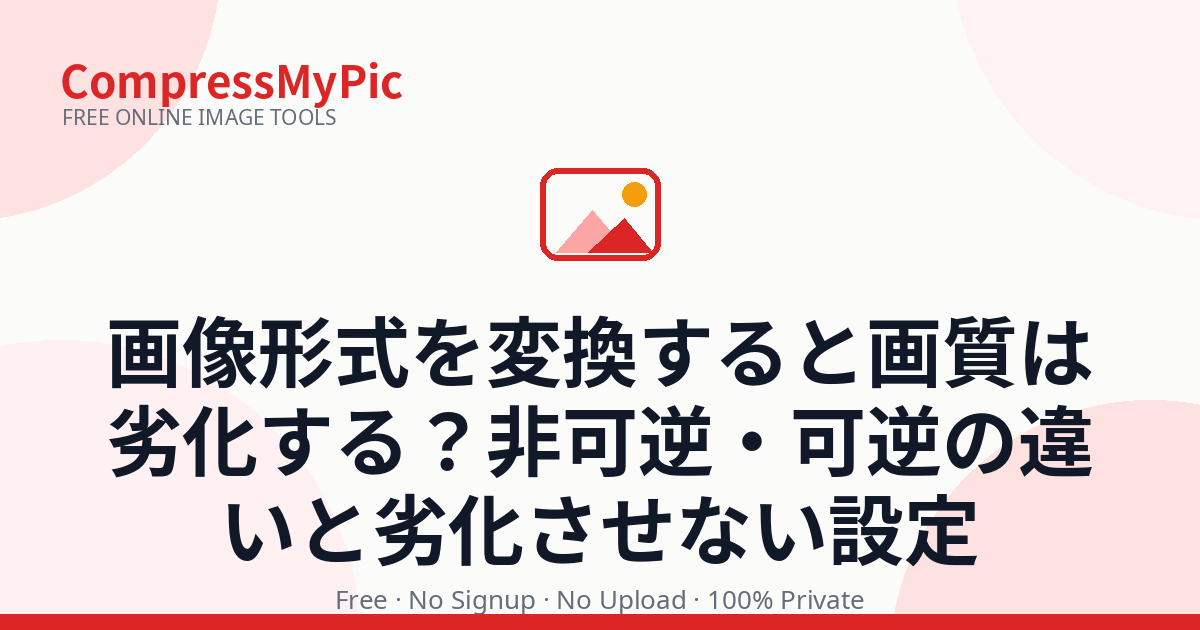 CompressMyPic
FREE ONLINE IMAGE TOOLS
画像形式を変換すると画質は
劣化する？非可逆・可逆の違
いと劣化させない設定
Free · No Signup · No Upload · 100% Private